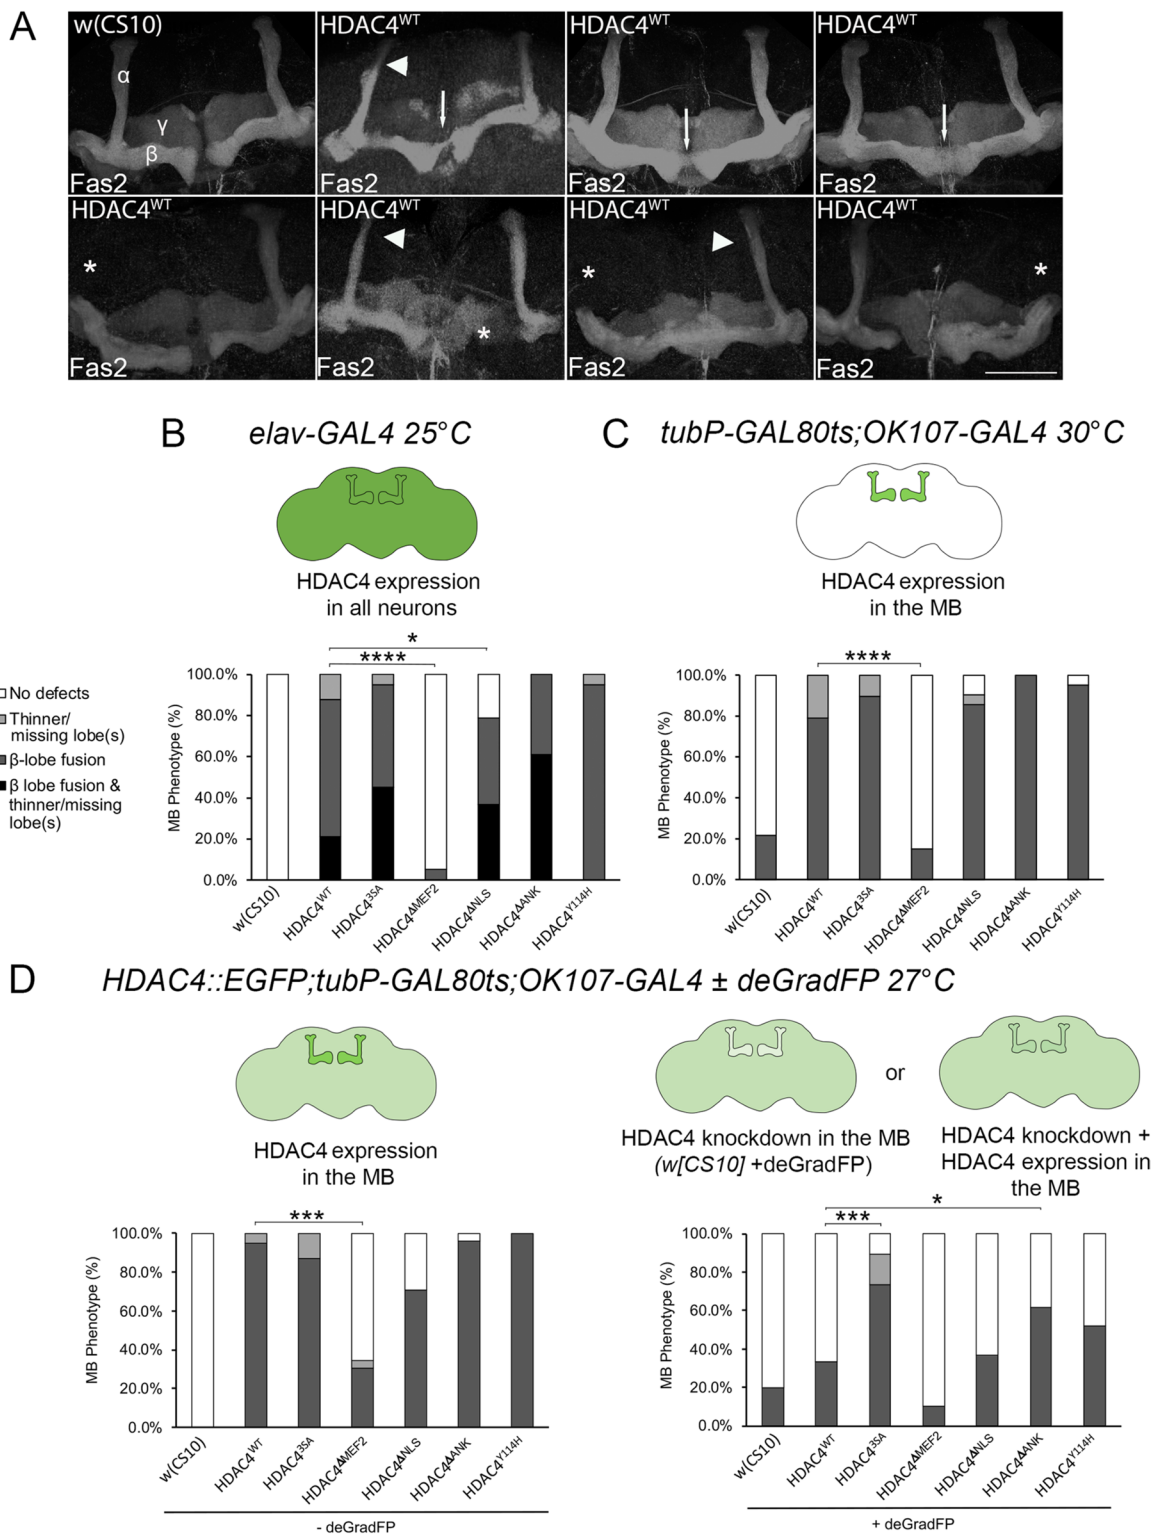 A
w(CS10)
HDAC4WT
HDAC4WT
HDAC4WT
α
γ
β
Fas2
Fas2
Fas2
Fas2
HDAC4WT
HDAC4WT
HDAC4WT
HDAC4WT
*
*
*
*
Fas2
Fas2
Fas2
Fas2
B
elav-GAL4 25°C
HDAC4 expression
in all neurons
No defects
Thinner/
missing lobe(s)
β-lobe fusion
β lobe fusion &
thinner/missing
lobe(s)
*
****
MB Phenotype (%)
100.0%
80.0%
60.0%
40.0%
20.0%
0.0%
w(CS10)
HDAC4WT
HDAC43SA
HDAC4ΔMEF2
HDAC4ΔNLS
HDAC4ΔANK
HDAC4Y114H
C
tubP-GAL80ts;OK107-GAL4 30°C
HDAC4 expression
in the MB
****
MB Phenotype (%)
100.0%
80.0%
60.0%
40.0%
20.0%
0.0%
w(CS10)
HDAC4WT
HDAC43SA
HDAC4ΔMEF2
HDAC4ΔNLS
HDAC4ΔANK
HDAC4Y114H
D
HDAC4::EGFP;tubP-GAL80ts;OK107-GAL4 ± deGradFP 27°C
HDAC4 expression
in the MB
***
MB Phenotype (%)
100.0%
80.0%
60.0%
40.0%
20.0%
0.0%
w(CS10)
HDAC4WT
HDAC43SA
HDAC4ΔMEF2
HDAC4ΔNLS
HDAC4ΔANK
HDAC4Y114H
- deGradFP
or
HDAC4 knockdown in the MB
(w[CS10] +deGradFP)
HDAC4 knockdown +
HDAC4 expression in
the MB
*
***
MB Phenotype (%)
100.0%
80.0%
60.0%
40.0%
20.0%
0.0%
w(CS10)
HDAC4WT
HDAC43SA
HDAC4ΔMEF2
HDAC4ΔNLS
HDAC4ΔANK
HDAC4Y114H
+ deGradFP